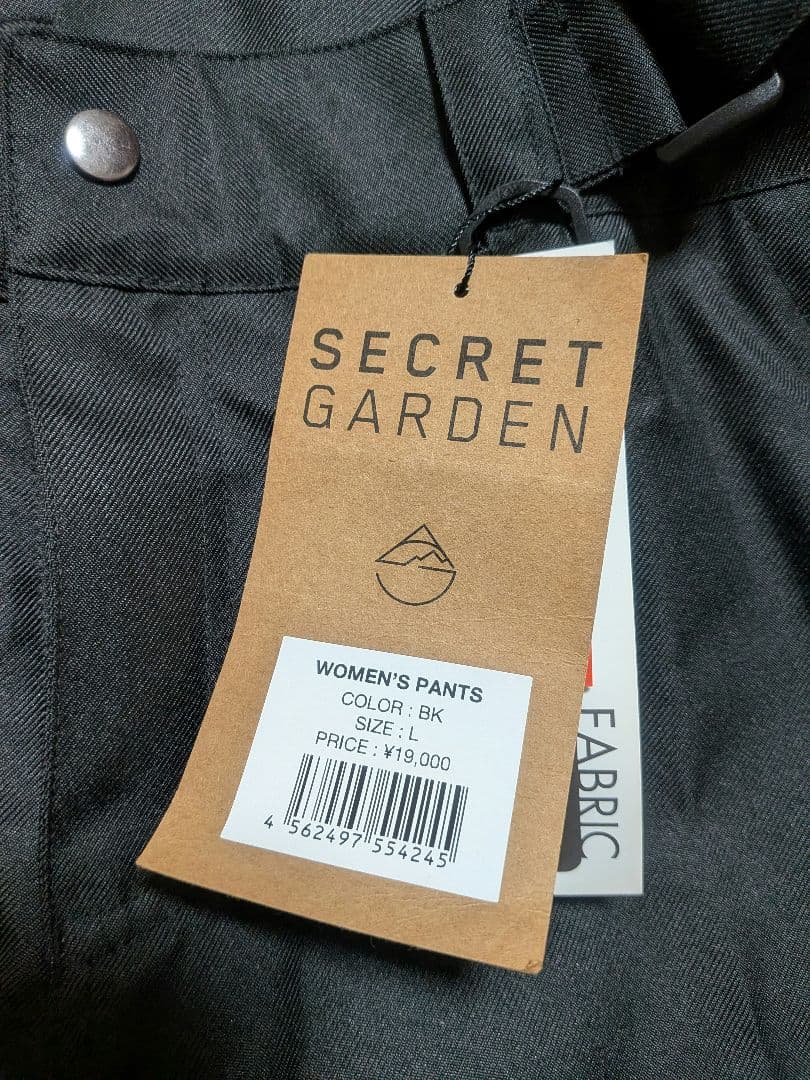 SECRET
GARDEN
WOMEN'S PANTS
COLOR : BK
SIZE : L
PRICE : ¥19,000
4 562497 554245
FABRIC